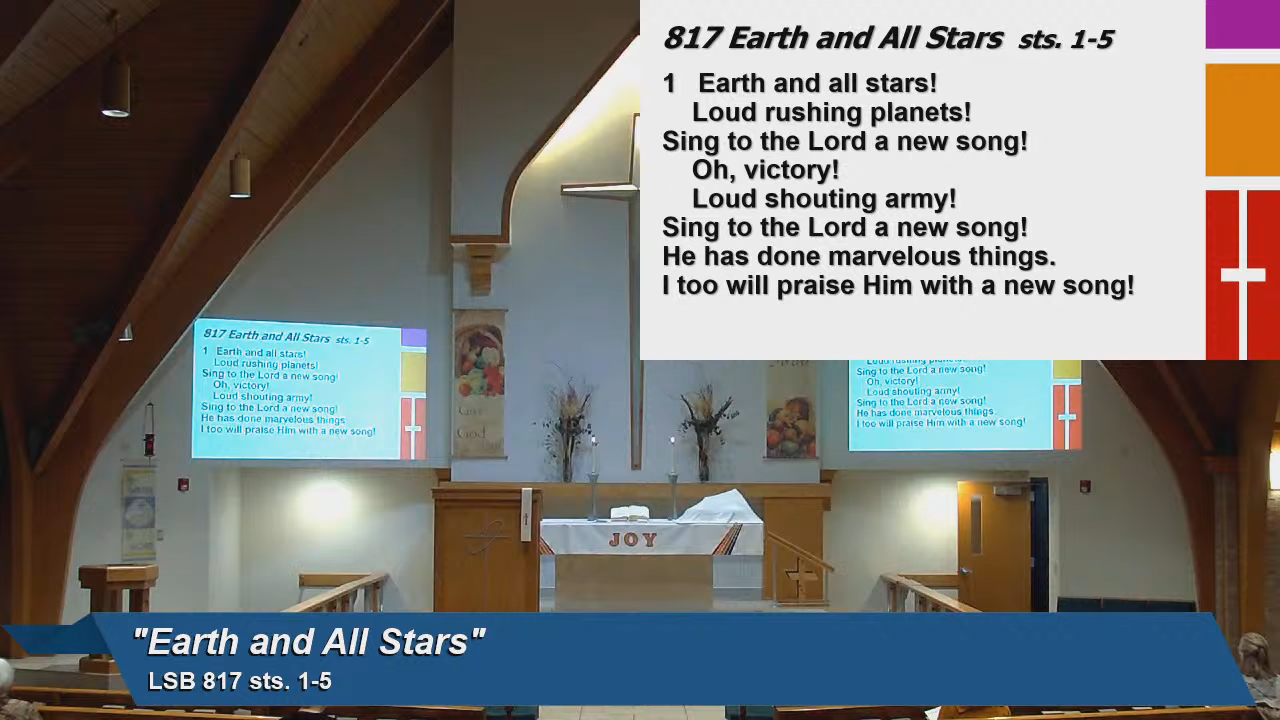 817 Earth and All Stars sts. 1-5
1 Earth and all stars!
Loud rushing planets!
Sing to the Lord a new song!
Oh, victory!
Loud shouting army!
Sing to the Lord a new song!
He has done marvelous things.
I too will praise Him with a new song!
817 Earth and All Stars sts. 1-5
1 Earth and all stars!
Loud rushing planets!
Sing to the Lord a new song!
Oh, victory!
Loud shouting army!
Sing to the Lord a new song!
He has done marvelous things.
I too will praise Him with a new song!
Loud rushing planets!
Sing to the Lord a new song!
Oh, victory!
Loud shouting army!
Sing to the Lord a new song!
He has done marvelous things.
I too will praise Him with a new song!
God
JOY
"Earth and All Stars"
LSB 817 sts. 1-5